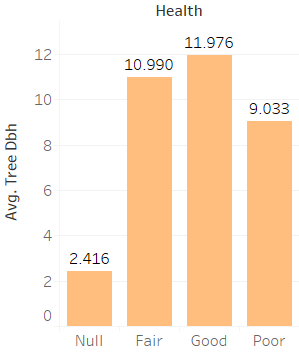 Health
Avg. Tree Dbh
12
10
8
6
4
2
0
2.416
10.990
11.976
9.033
Null
Fair
Good
Poor